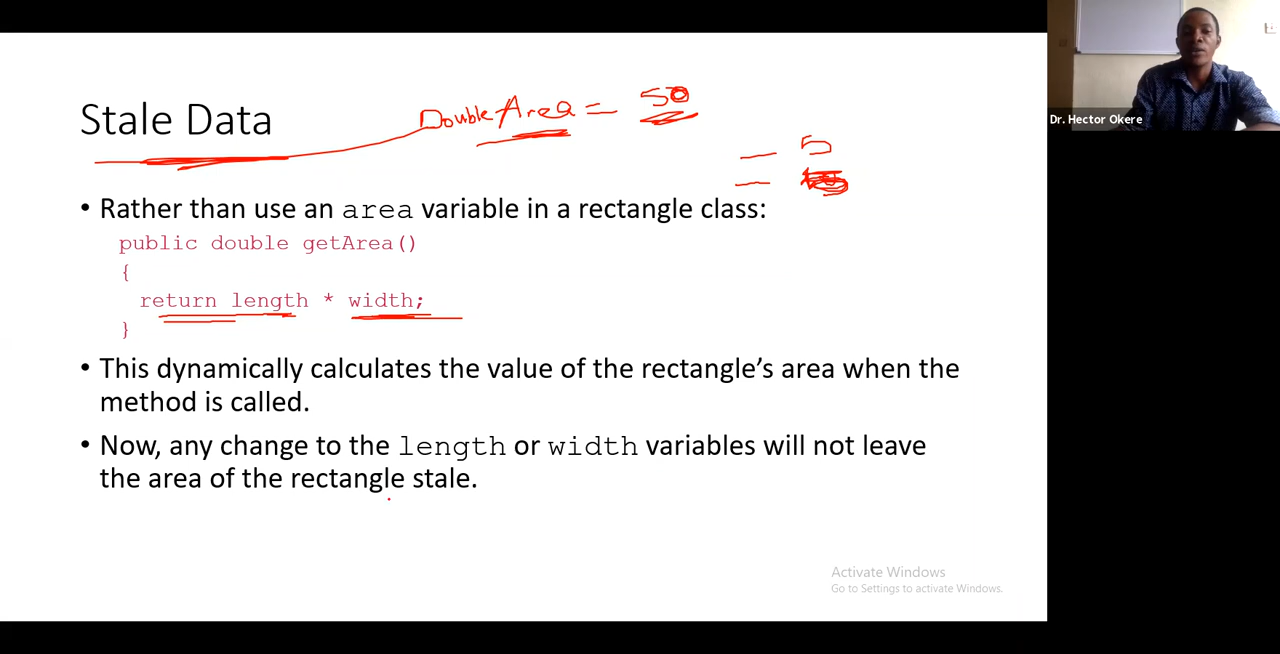 Stale Data
Double Area = 50
= 5
=
• Rather than use an area variable in a rectangle class:
public double getArea()
{
return length * width;
}
• This dynamically calculates the value of the rectangle’s area when the
method is called.
• Now, any change to the length or width variables will not leave
the area of the rectangle stale.
Activate Windows
Go to Settings to activate Windows.
Dr. Hector Okere